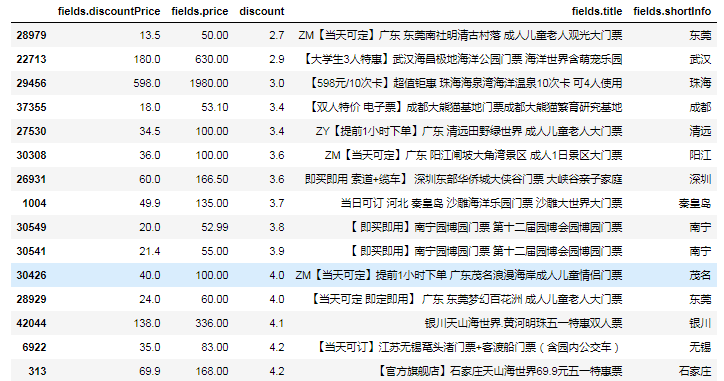 fields.discountPrice fields.price discount fields.title fields.shortInfo
28979 13.5 50.00 2.7 ZM【当天可定】广东 东莞南社明清古村落 成人儿童老人观光大门票 东莞
22713 180.0 630.00 2.9 【大学生3人特惠】武汉海昌极地海洋公园门票 海洋世界含萌宠乐园 武汉
29456 598.0 1980.00 3.0 【598元/10次卡】超值钜惠 珠海海泉湾海洋温泉10次卡 可4人使用 珠海
37355 18.0 53.10 3.4 【双人特价 电子票】成都大熊猫基地门票成都大熊猫繁育研究基地 成都
27530 34.5 100.00 3.4 ZY【提前1小时下单】广东 清远田野绿世界 成人儿童老人大门票 清远
30308 36.0 100.00 3.6 ZM【当天可定】广东 阳江闸坡大角湾景区 成人1日景区大门票 阳江
26931 60.0 166.50 3.6 即买即用 索道+缆车】 深圳东部华侨城大侠谷门票 大峡谷亲子家庭 深圳
1004 49.9 135.00 3.7 当日可订 河北 秦皇岛 沙雕海洋乐园门票 沙雕大世界大门票 秦皇岛
30549 20.0 52.99 3.8 【 即买即用】南宁园博园门票 第十二届园博会园博园门票 南宁
30541 21.4 55.00 3.9 【 即买即用】南宁园博园门票 第十二届园博会园博园门票 南宁
30426 40.0 100.00 4.0 ZM【当天可定】提前1小时下单 广东茂名浪漫海岸成人儿童情侣门票 茂名
28929 24.0 60.00 4.0 【当天可定 即定即用】 广东 东莞梦幻百花洲 成人儿童老人大门票 东莞
42044 138.0 336.00 4.1 银川天山海世界.黄河明珠五一特惠双人票 银川
6922 35.0 83.00 4.2 【当天可订】江苏无锡鼋头渚门票+客渡船门票（含园内公交车） 无锡
313 69.9 168.00 4.2 【官方旗舰店】石家庄天山海世界69.9元五一特惠票 石家庄